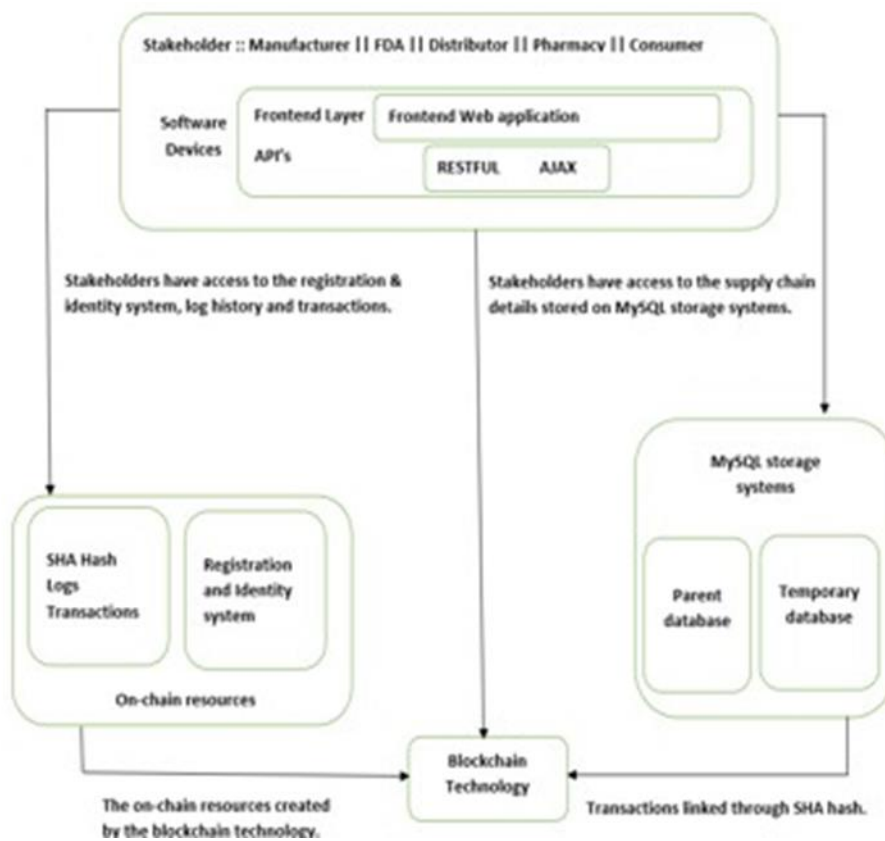 Stakeholder :: Manufacturer || FDA || Distributor || Pharmacy || Consumer
Software
Devices
Frontend Layer
Frontend Web application
API's
RESTFUL
AJAX
Stakeholders have access to the registration &
identity system, log history and transactions.
Stakeholders have access to the supply chain
details stored on MySQL storage systems.
MySQL storage
systems
SHA Hash
Logs
Transactions
Registration
and Identity
system
Parent
database
Temporary
database
On-chain resources
Blockchain
Technology
The on-chain resources created
by the blockchain technology.
Transactions linked through SHA hash.